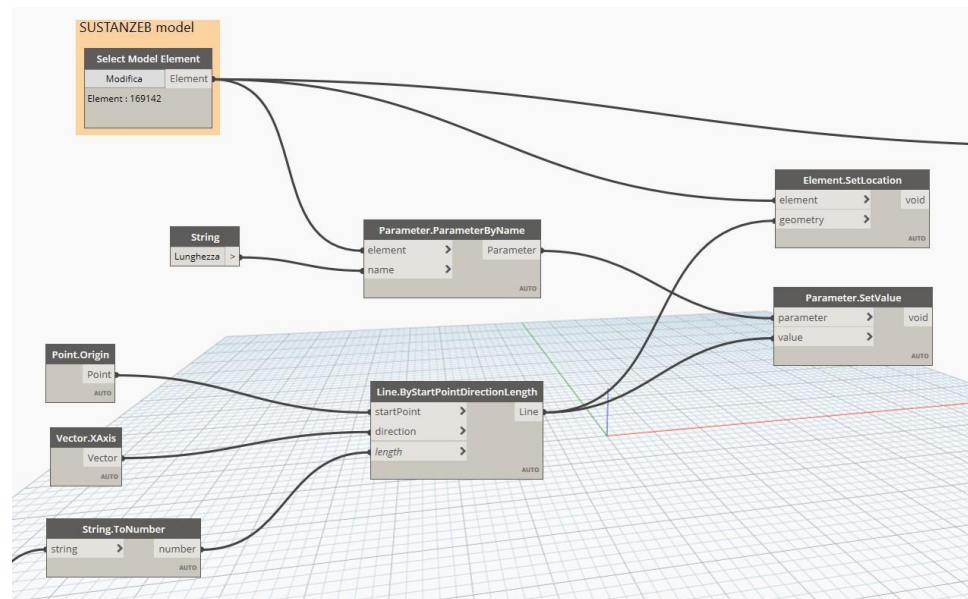 SUSTANZEB model
Select Model Element
Modifica Element
Element : 169142
Element.SetLocation
element > void
geometry >
AUTO
String
Lunghezza >
Parameter.ParameterByName
element > Parameter
name >
AUTO
Parameter.SetValue
parameter > void
value >
AUTO
Point.Origin
Point
AUTO
Line.ByStartPointDirectionLength
startPoint > Line
direction >
length >
AUTO
Vector.XAxis
Vector
AUTO
String.ToNumber
string > number
AUTO